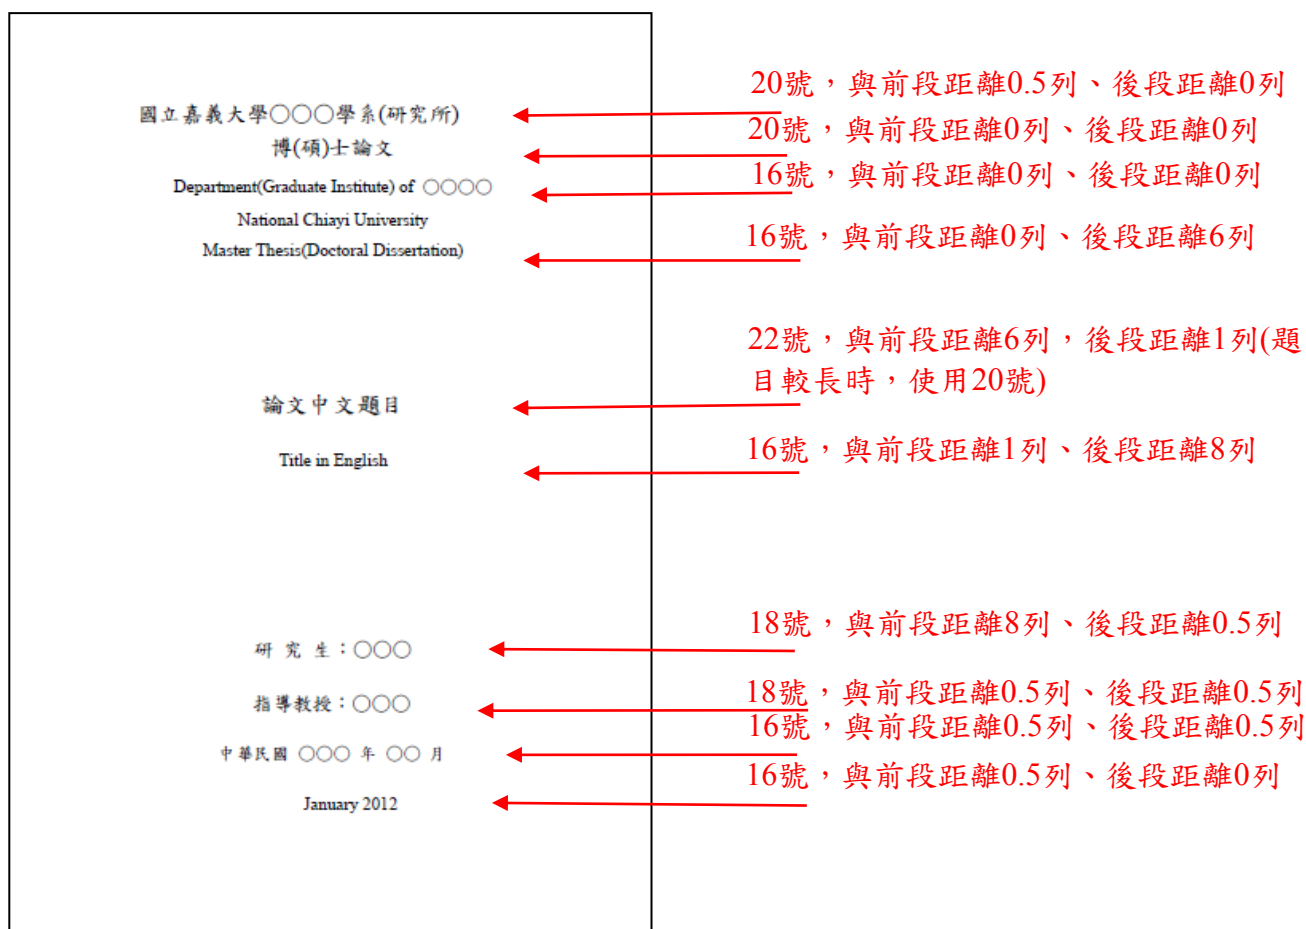 國立嘉義大學〇〇〇學系(研究所)
博(碩)士論文
Department(Graduate Institute) of 〇〇〇〇
National Chiayi University
Master Thesis(Doctoral Dissertation)
論文中文題目
Title in English
研 究 生：〇〇〇
指導教授：〇〇〇
中華民國 〇〇〇 年 〇〇 月
January 2012
20號，與前段距離0.5列、後段距離0列
20號，與前段距離0列、後段距離0列
16號，與前段距離0列、後段距離0列
16號，與前段距離0列、後段距離6列
22號，與前段距離6列，後段距離1列(題
目較長時，使用20號)
16號，與前段距離1列、後段距離8列
18號，與前段距離8列、後段距離0.5列
18號，與前段距離0.5列、後段距離0.5列
16號，與前段距離0.5列、後段距離0.5列
16號，與前段距離0.5列、後段距離0列